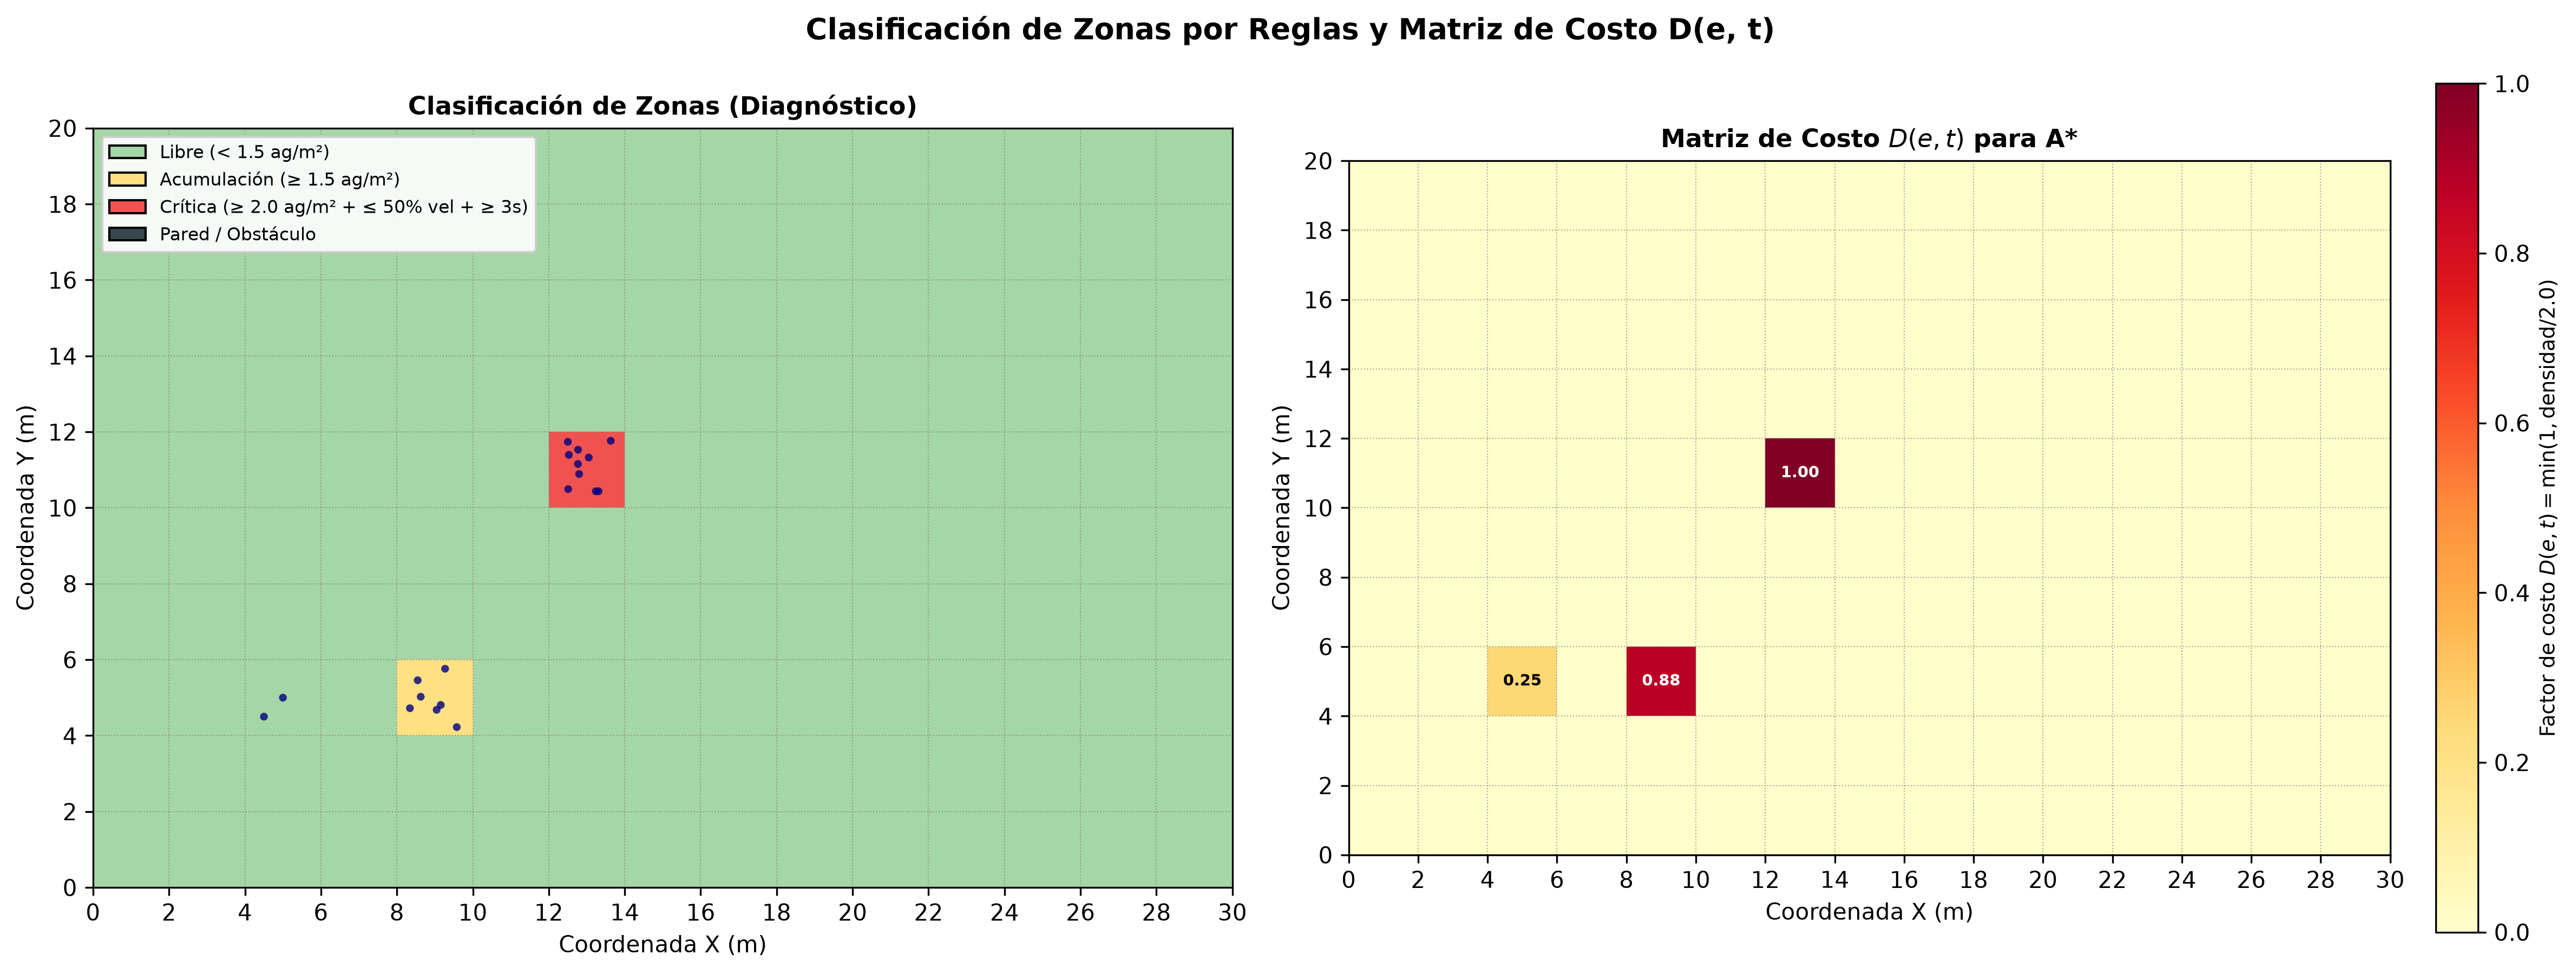 Clasificación de Zonas por Reglas y Matriz de Costo D(e, t)
Clasificación de Zonas (Diagnóstico)
Libre (< 1.5 ag/m²)
Acumulación (≥ 1.5 ag/m²)
Crítica (≥ 2.0 ag/m² + ≤ 50% vel + ≥ 3s)
Pared / Obstáculo
20
18
16
14
12
10
8
6
4
2
0
0 2 4 6 8 10 12 14 16 18 20 22 24 26 28 30
Coordenada X (m)
Coordenada Y (m)
Matriz de Costo D(e, t) para A*
20
18
16
14
12
10
8
6
4
2
0
1.00
0.25 0.88
0 2 4 6 8 10 12 14 16 18 20 22 24 26 28 30
Coordenada X (m)
Coordenada Y (m)
1.0
0.8
0.6
0.4
0.2
0.0
Factor de costo D(e, t) = min(1, densidad/2.0)